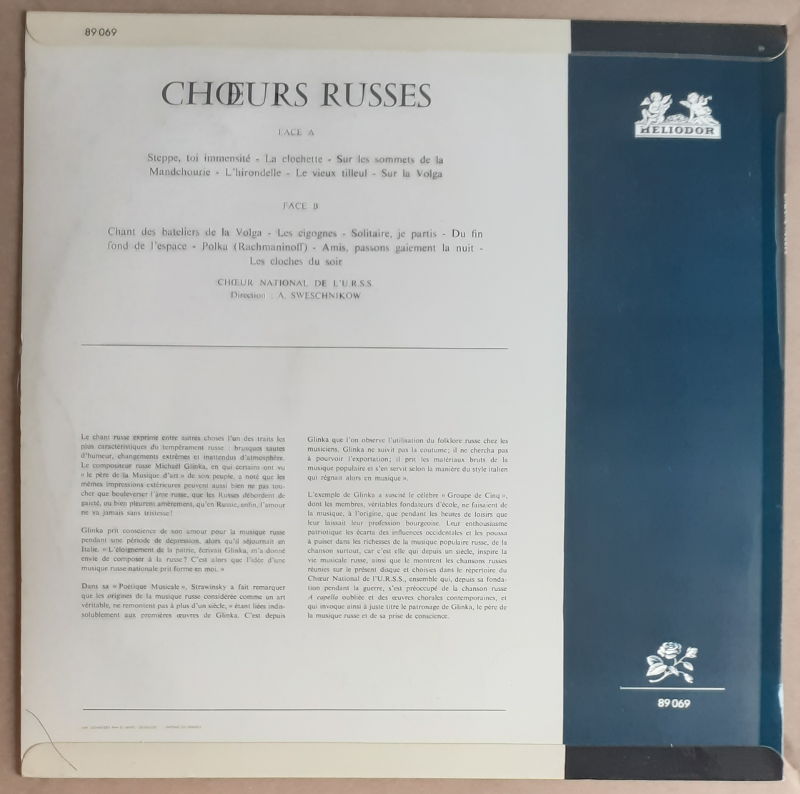 89069
CHŒURS RUSSES
FACE A
Steppe, toi immensité - La clochette - Sur les sommets de la
Mandchourie - L'hirondelle - Le vieux tilleul - Sur la Volga
FACE B
Chant des bateliers de la Volga - Les cigognes - Solitaire, je partis - Du fin
fond de l'espace - Polka (Rachmaninoff) - Amis, passons gaiement la nuit -
Les cloches du soir
CHŒUR NATIONAL DE L'U.R.S.S.
Direction : A. SWESCHNIKOW
Le chant russe exprime entre autres choses l'un des traits les
plus caractéristiques du tempérament russe : brusques sautes
d'humeur, changements extrêmes et inattendus d'atmosphère.
Le compositeur russe Michaël Glinka, en qui certains ont vu
« le père de la Musique d'art » de son peuple, a noté que les
mêmes impressions extérieures peuvent aussi bien ne pas tou-
cher que bouleverser l'âme russe, que les Russes débordent de
gaieté, ou bien pleurent amèrement, qu'en Russie, enfin, l'amour
ne va jamais sans tristesse!
Glinka prit conscience de son amour pour la musique russe
pendant une période de dépression, alors qu'il séjournait en
Italie. « L'éloignement de la patrie, écrivait Glinka, m'a donné
envie de composer à la russe? C'est alors que l'idée d'une
musique russe nationale prit forme en moi. »
Dans sa « Poétique Musicale », Strawinsky a fait remarquer
que les origines de la musique russe considérée comme un art
véritable, ne remontent pas à plus d'un siècle, « étant liées indis-
solublement aux premières œuvres de Glinka. C'est depuis
Glinka que l'on observe l'utilisation du folklore russe chez les
musiciens. Glinka ne suivit pas la coutume; il ne chercha pas
à pourvoir l'exportation; il prit les matériaux bruts de la
musique populaire et s'en servit selon la manière du style italien
qui régnait alors en musique ».
L'exemple de Glinka a suscité le célèbre « Groupe de Cinq »,
dont les membres, véritables fondateurs d'école, ne faisaient de
la musique, à l'origine, que pendant les heures de loisirs que
leur laissait leur profession bourgeoise. Leur enthousiasme
patriotique les écarta des influences occidentales et les poussa
à puiser dans les richesses de la musique populaire russe, de la
chanson surtout, car c'est elle qui depuis un siècle, inspire la
vie musicale russe, ainsi que le montrent les chansons russes
réunies sur le présent disque et choisies dans le répertoire du
Chœur National de l'U.R.S.S., ensemble qui, depuis sa fonda-
tion pendant la guerre, s'est préoccupé de la chanson russe
A capella oubliée et des œuvres chorales contemporaines, et
qui invoque ainsi à juste titre le patronage de Glinka, le père de
la musique russe et de sa prise de conscience.
HELIODOR
89069